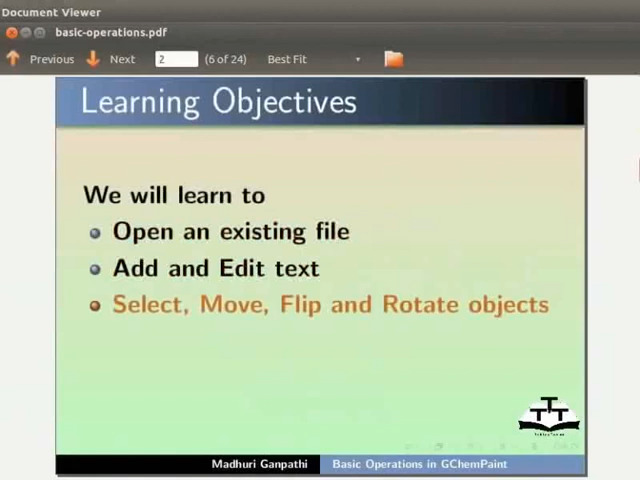 Document Viewer
basic-operations.pdf
Previous Next 2 (6 of 24) Best Fit
Learning Objectives
We will learn to
Open an existing file
Add and Edit text
Select, Move, Flip and Rotate objects
TTT
Madhuri Ganpathi Basic Operations in GChemPaint